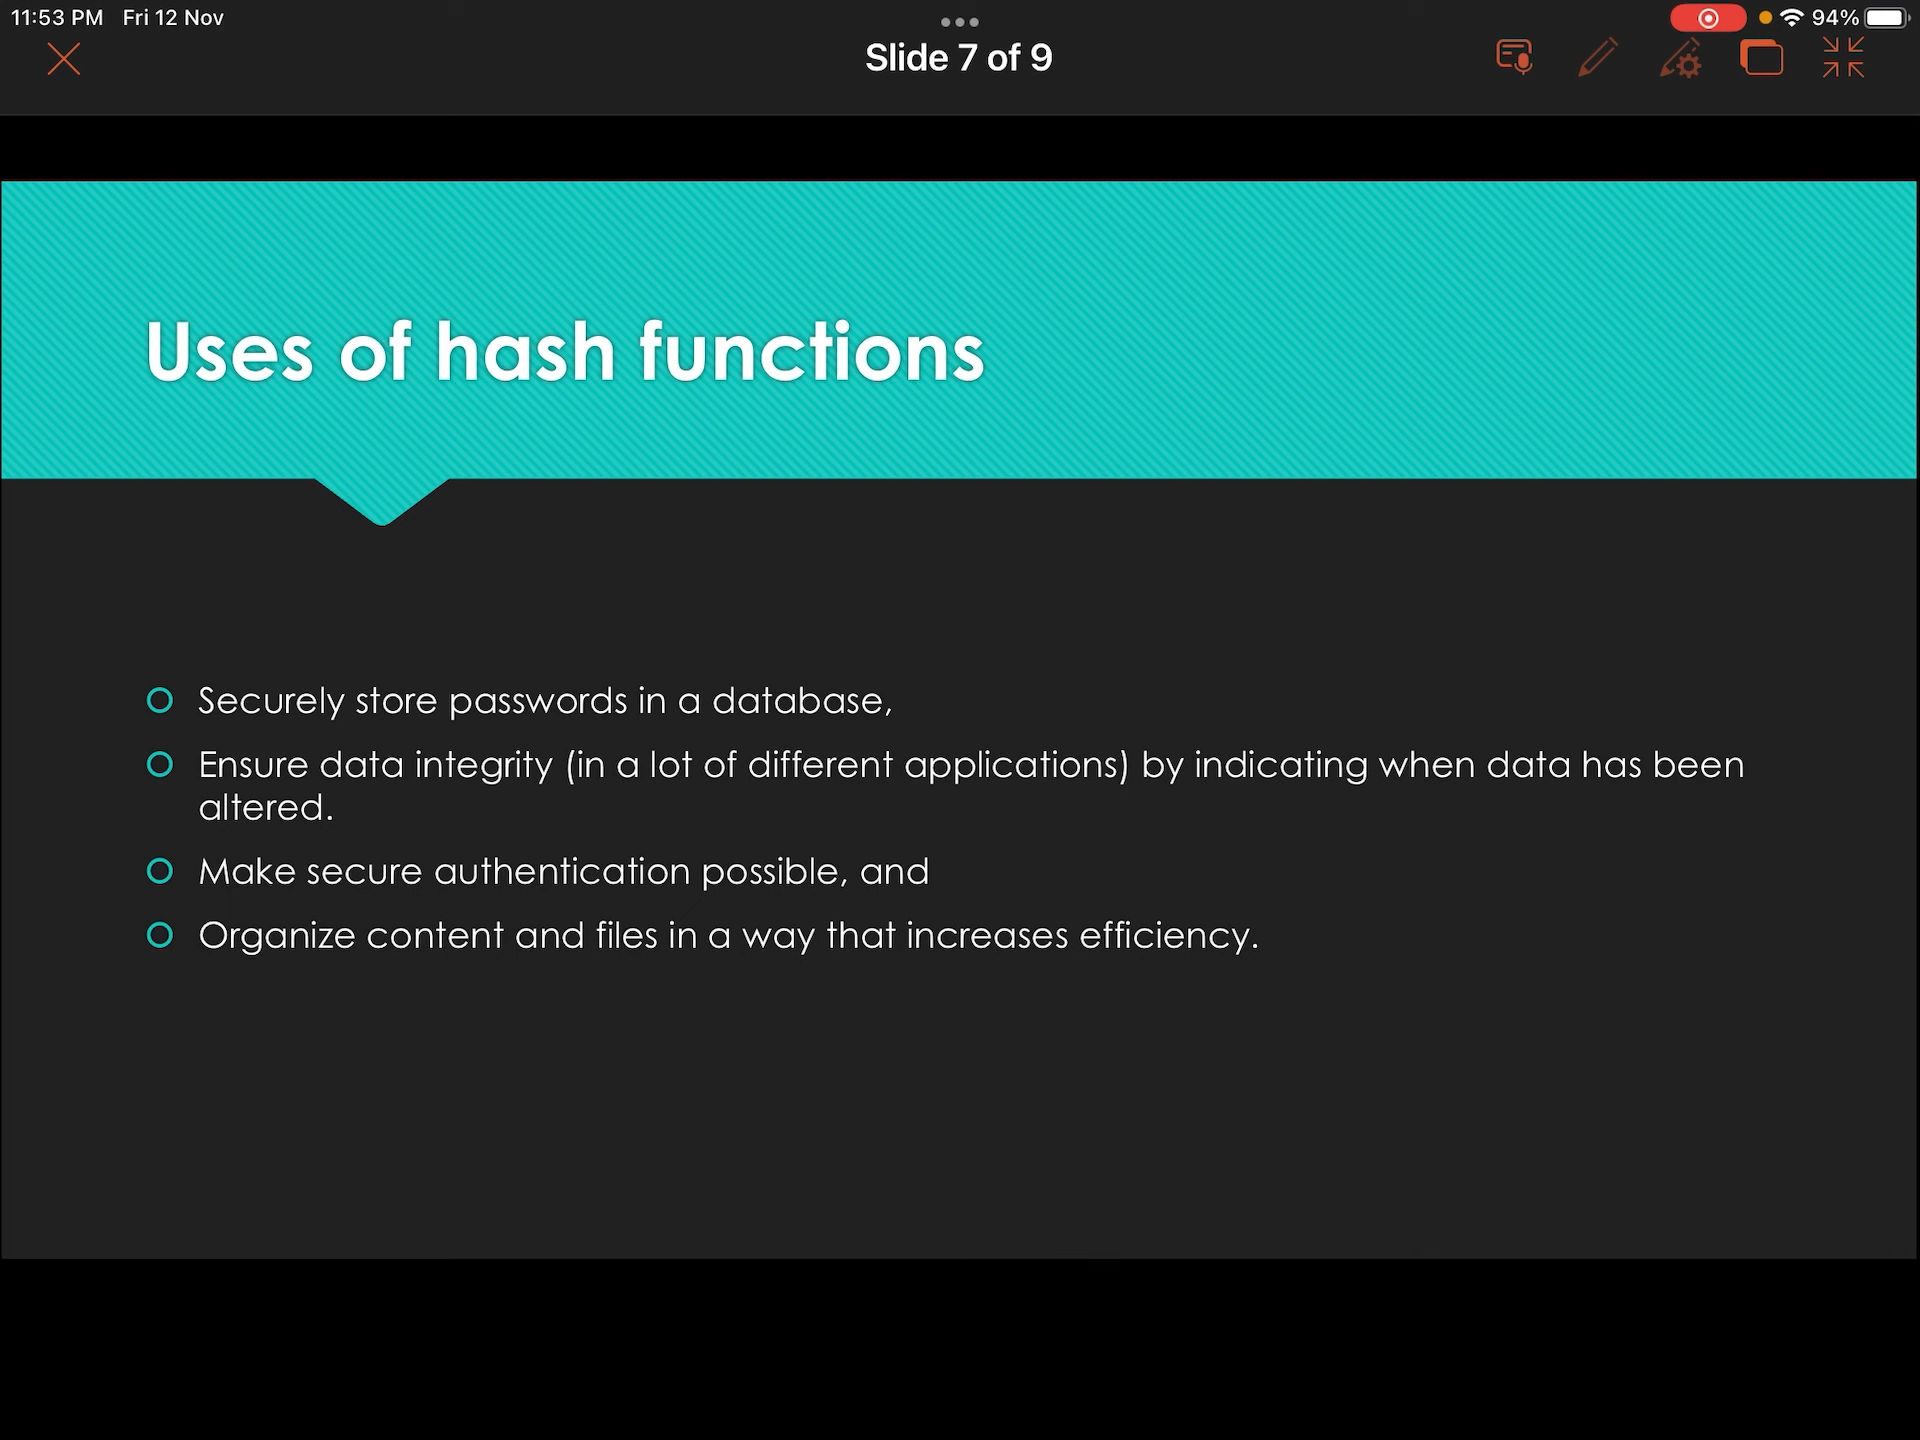 11:53 PM Fri 12 Nov
94%
Slide 7 of 9
Uses of hash functions
Securely store passwords in a database,
Ensure data integrity (in a lot of different applications) by indicating when data has been
altered.
Make secure authentication possible, and
Organize content and files in a way that increases efficiency.